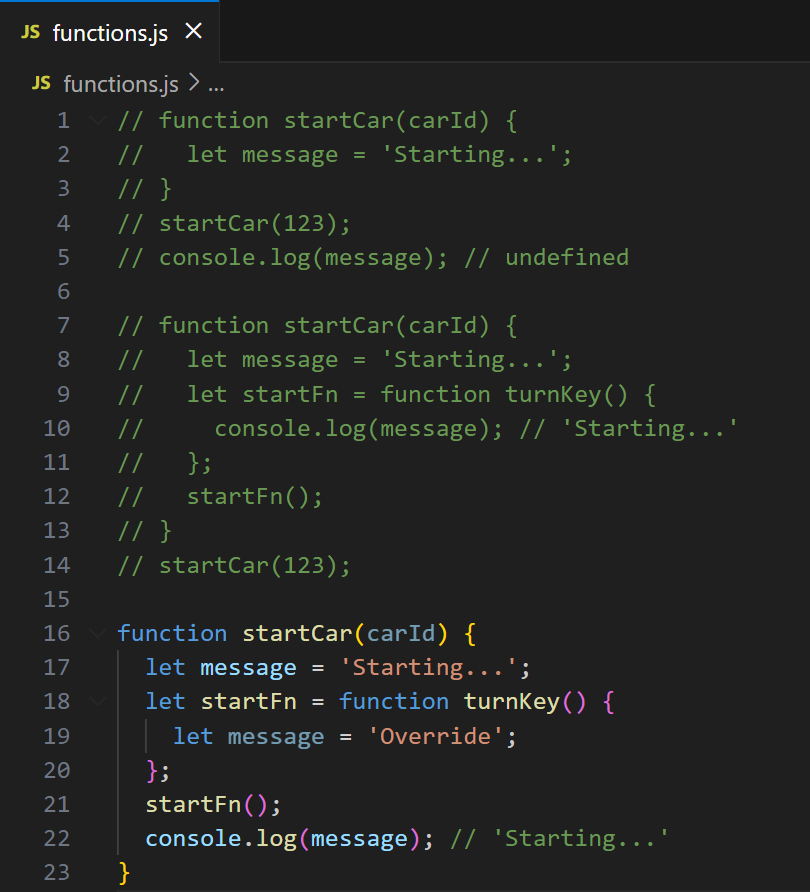 JS functions.js ×
JS functions.js > ...
1 // function startCar(carId) {
2 //   let message = 'Starting...';
3 // }
4 // startCar(123);
5 // console.log(message); // undefined
6
7 // function startCar(carId) {
8 //   let message = 'Starting...';
9 //   let startFn = function turnKey() {
10 //     console.log(message); // 'Starting...'
11 //   };
12 //   startFn();
13 // }
14 // startCar(123);
15
16 function startCar(carId) {
17   let message = 'Starting...';
18   let startFn = function turnKey() {
19     let message = 'Override';
20   };
21   startFn();
22   console.log(message); // 'Starting...'
23 }